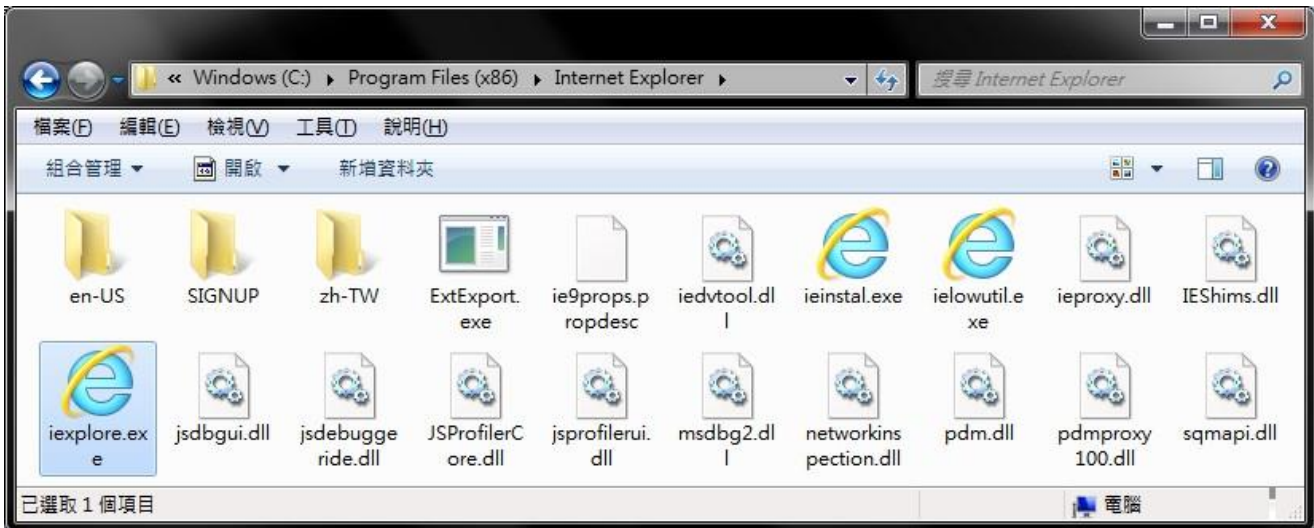 « Windows (C:) ▸ Program Files (x86) ▸ Internet Explorer ▸
搜尋 Internet Explorer
檔案(F) 編輯(E) 檢視(V) 工具(T) 說明(H)
組合管理 開啟 新增資料夾
en-US
SIGNUP
zh-TW
ExtExport.
exe
ie9props.p
ropdesc
iedvtool.dl
l
ieinstal.exe
ielowutil.e
xe
ieproxy.dll
IEShims.dll
iexplore.ex
e
jsdbgui.dll
jsdebugge
ride.dll
JSProfilerC
ore.dll
jsprofilerui.
dll
msdbg2.dl
l
networkins
pection.dll
pdm.dll
pdmproxy
100.dll
sqmapi.dll
已選取 1 個項目
電腦